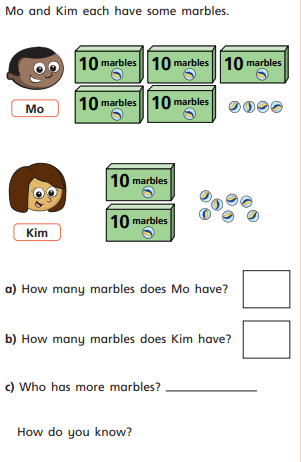 Mo and Kim each have some marbles.
10 marbles 10 marbles 10 marbles
10 marbles 10 marbles
Mo
10 marbles
10 marbles
Kim
a) How many marbles does Mo have?
b) How many marbles does Kim have?
c) Who has more marbles?
How do you know?